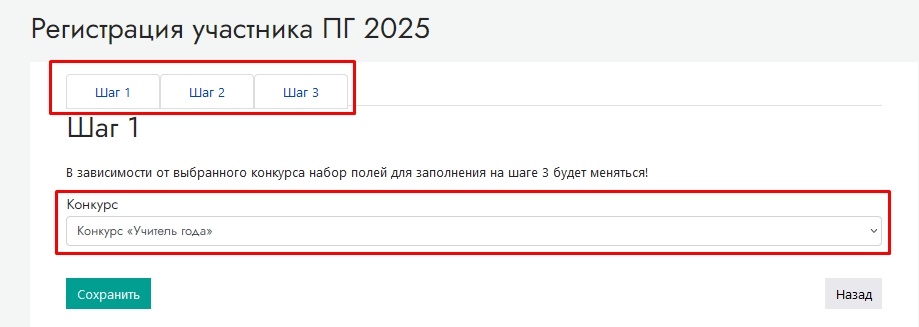 Регистрация участника ПГ 2025
Шаг 1 Шаг 2 Шаг 3
Шаг 1
В зависимости от выбранного конкурса набор полей для заполнения на шаге 3 будет меняться!
Конкурс
Конкурс «Учитель года»
Сохранить Назад